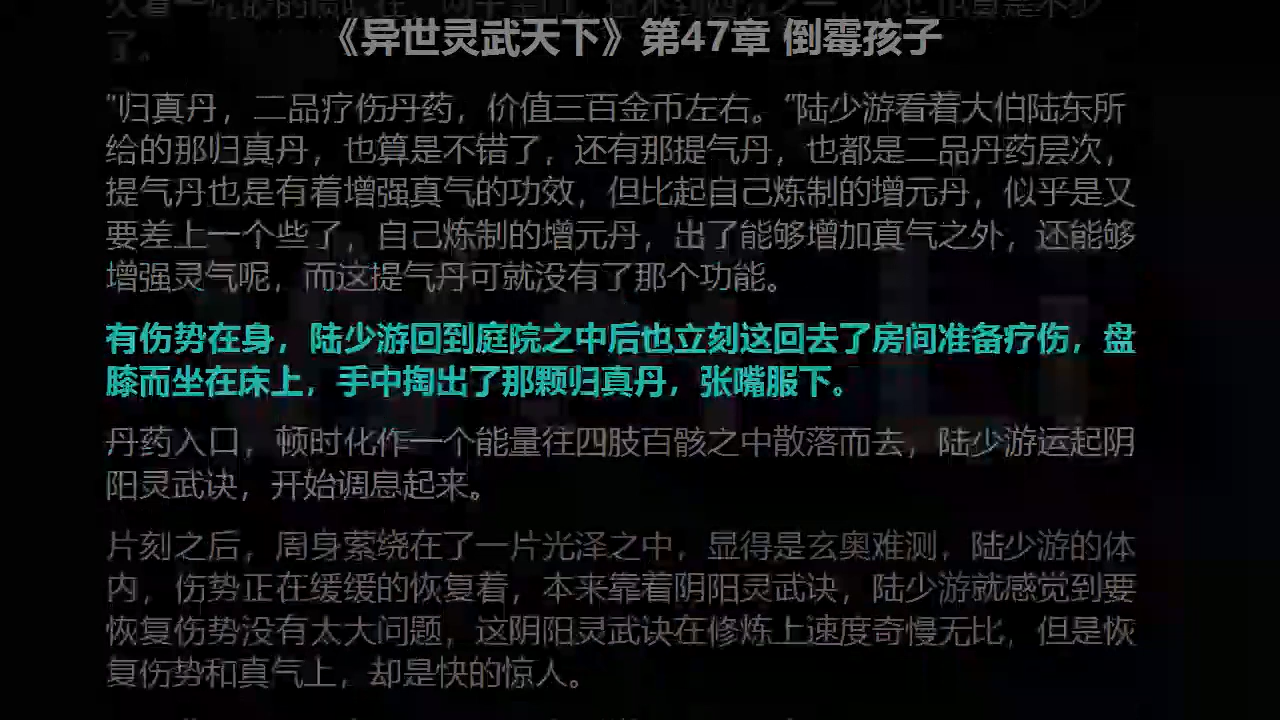 《异世灵武天下》第47章 倒霉孩子
了。
"归真丹，二品疗伤丹药，价值三百金币左右。"陆少游看着大伯陆东所
给的那归真丹，也算是不错了，还有那提气丹，也都是二品丹药层次，
提气丹也是有着增强真气的功效，但比起自己炼制的增元丹，似乎是又
要差上一个些了，自己炼制的增元丹，出了能够增加真气之外，还能够
增强灵气呢，而这提气丹可就没有了那个功能。
有伤势在身，陆少游回到庭院之中后也立刻这回去了房间准备疗伤，盘
膝而坐在床上，手中掏出了那颗归真丹，张嘴服下。
丹药入口，顿时化作一个能量往四肢百骸之中散落而去，陆少游运起阴
阳灵武诀，开始调息起来。
片刻之后，周身萦绕在了一片光泽之中，显得是玄奥难测，陆少游的体
内，伤势正在缓缓的恢复着，本来靠着阴阳灵武诀，陆少游就感觉到要
恢复伤势没有太大问题，这阴阳灵武诀在修炼上速度奇慢无比，但是恢
复伤势和真气上，却是快的惊人。